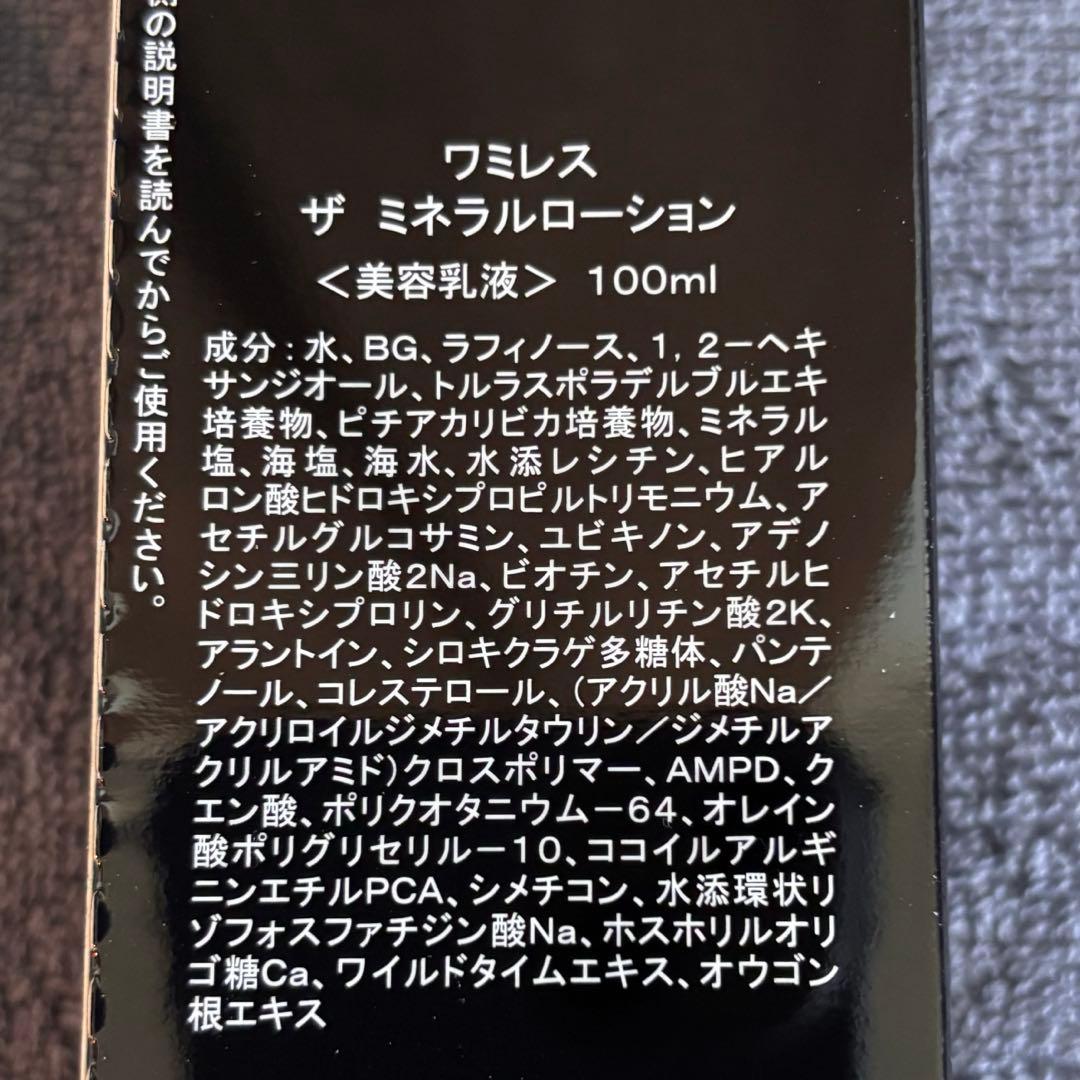 の説明書を読んでからご使用ください。
ワミレス
ザ ミネラルローション
＜美容乳液＞ 100ml
成分：水、BG、ラフィノース、1，2－ヘキ
サンジオール、トルラスポラデルブルエキ
培養物、ピチアカリビカ培養物、ミネラル
塩、海塩、海水、水添レシチン、ヒアル
ロン酸ヒドロキシプロピルトリモニウム、ア
セチルグルコサミン、ユビキノン、アデノ
シン三リン酸2Na、ビオチン、アセチルヒ
ドロキシプロリン、グリチルリチン酸2K、
アラントイン、シロキクラゲ多糖体、パンテ
ノール、コレステロール、（アクリル酸Na／
アクリロイルジメチルタウリン／ジメチルア
クリルアミド）クロスポリマー、AMPD、ク
エン酸、ポリクオタニウム－64、オレイン
酸ポリグリセリル－10、ココイルアルギ
ニンエチルPCA、シメチコン、水添環状リ
ゾフォスファチジン酸Na、ホスホリルオリ
ゴ糖Ca、ワイルドタイムエキス、オウゴン
根エキス